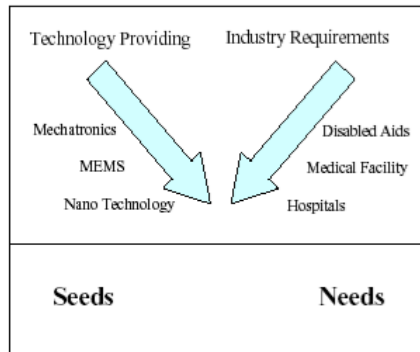 Technology Providing
Industry Requirements
Mechatronics
Disabled Aids
MEMS
Medical Facility
Nano Technology
Hospitals
Seeds
Needs